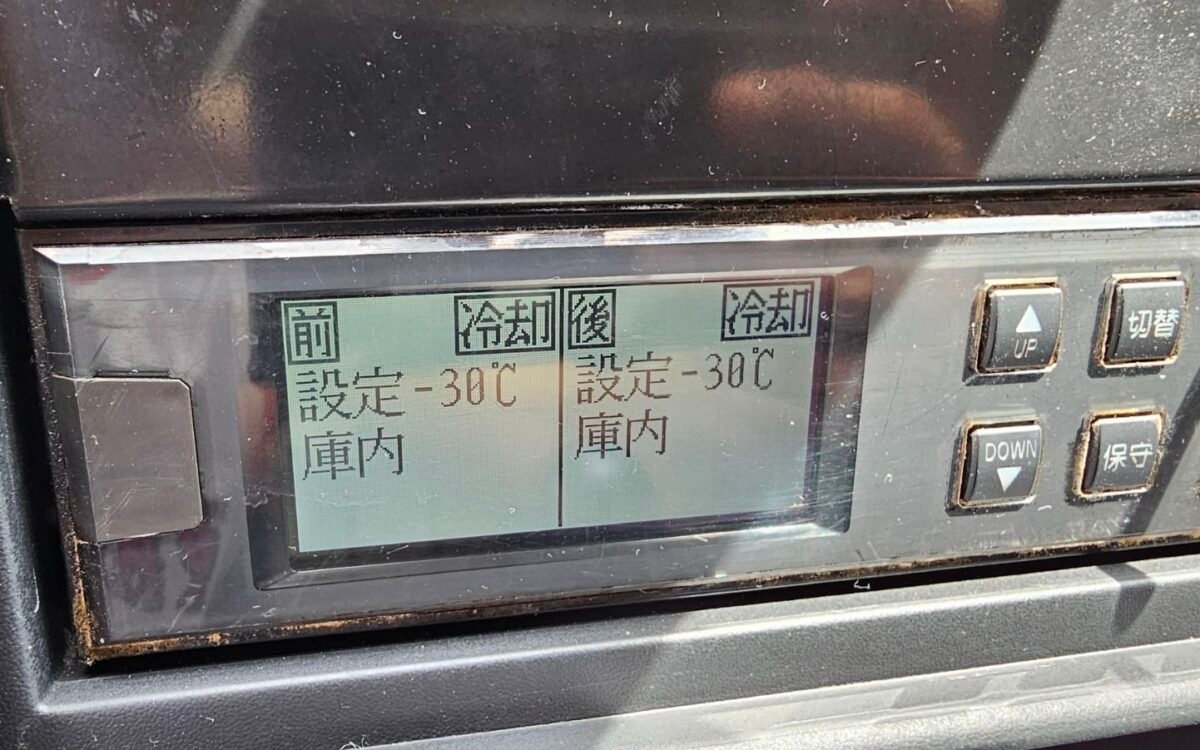 前 冷却 後 冷却
設定 -30℃ 設定 -30℃
庫内 庫内
▲ UP
切替
DOWN ▼
保守